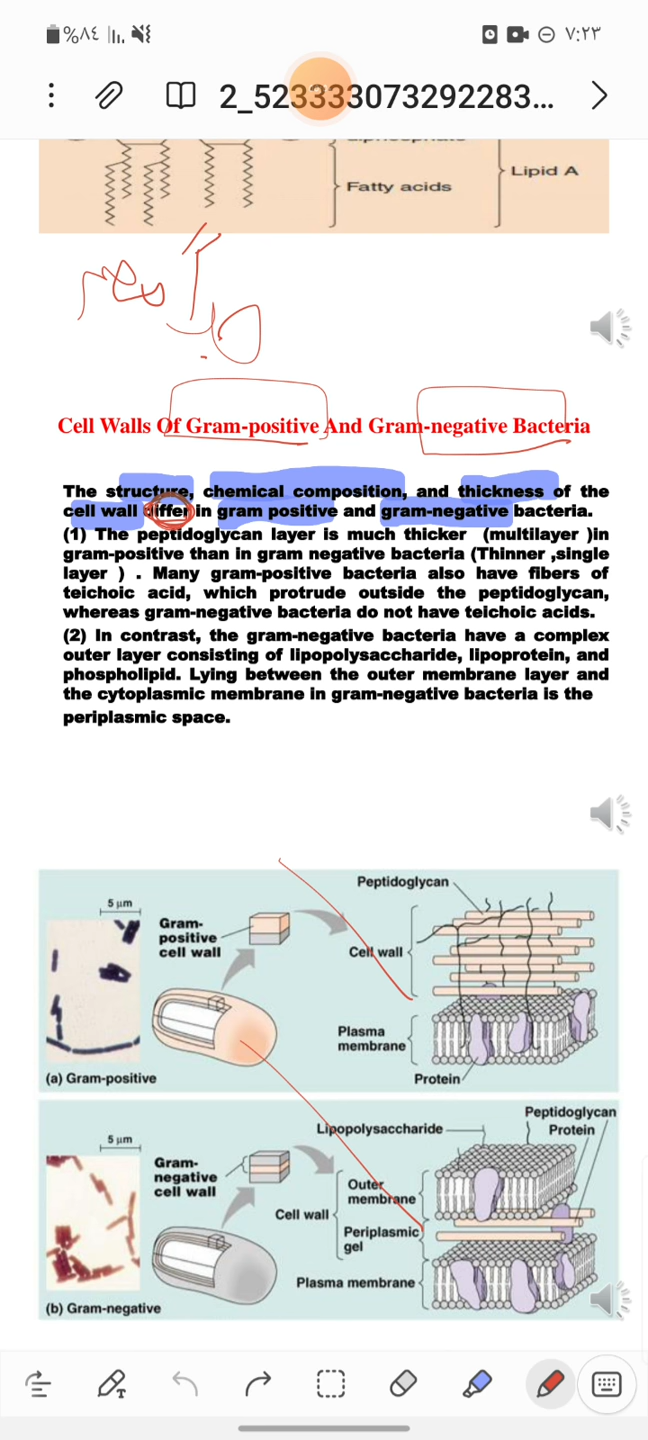 %٨٤
٧:٢٣
2_523333073292283...
Fatty acids
Lipid A
Cell Walls Of Gram-positive And Gram-negative Bacteria
The structure, chemical composition, and thickness of the
cell wall differ in gram positive and gram-negative bacteria.
(1) The peptidoglycan layer is much thicker (multilayer )in
gram-positive than in gram negative bacteria (Thinner ,single
layer ) . Many gram-positive bacteria also have fibers of
teichoic acid, which protrude outside the peptidoglycan,
whereas gram-negative bacteria do not have teichoic acids.
(2) In contrast, the gram-negative bacteria have a complex
outer layer consisting of lipopolysaccharide, lipoprotein, and
phospholipid. Lying between the outer membrane layer and
the cytoplasmic membrane in gram-negative bacteria is the
periplasmic space.
Peptidoglycan
5 µm
Gram-
positive
cell wall
Cell wall
Plasma
membrane
Protein
(a) Gram-positive
Peptidoglycan
Lipopolysaccharide
Protein
5 µm
Gram-
negative
cell wall
Outer
membrane
Cell wall
Periplasmic
gel
Plasma membrane
(b) Gram-negative